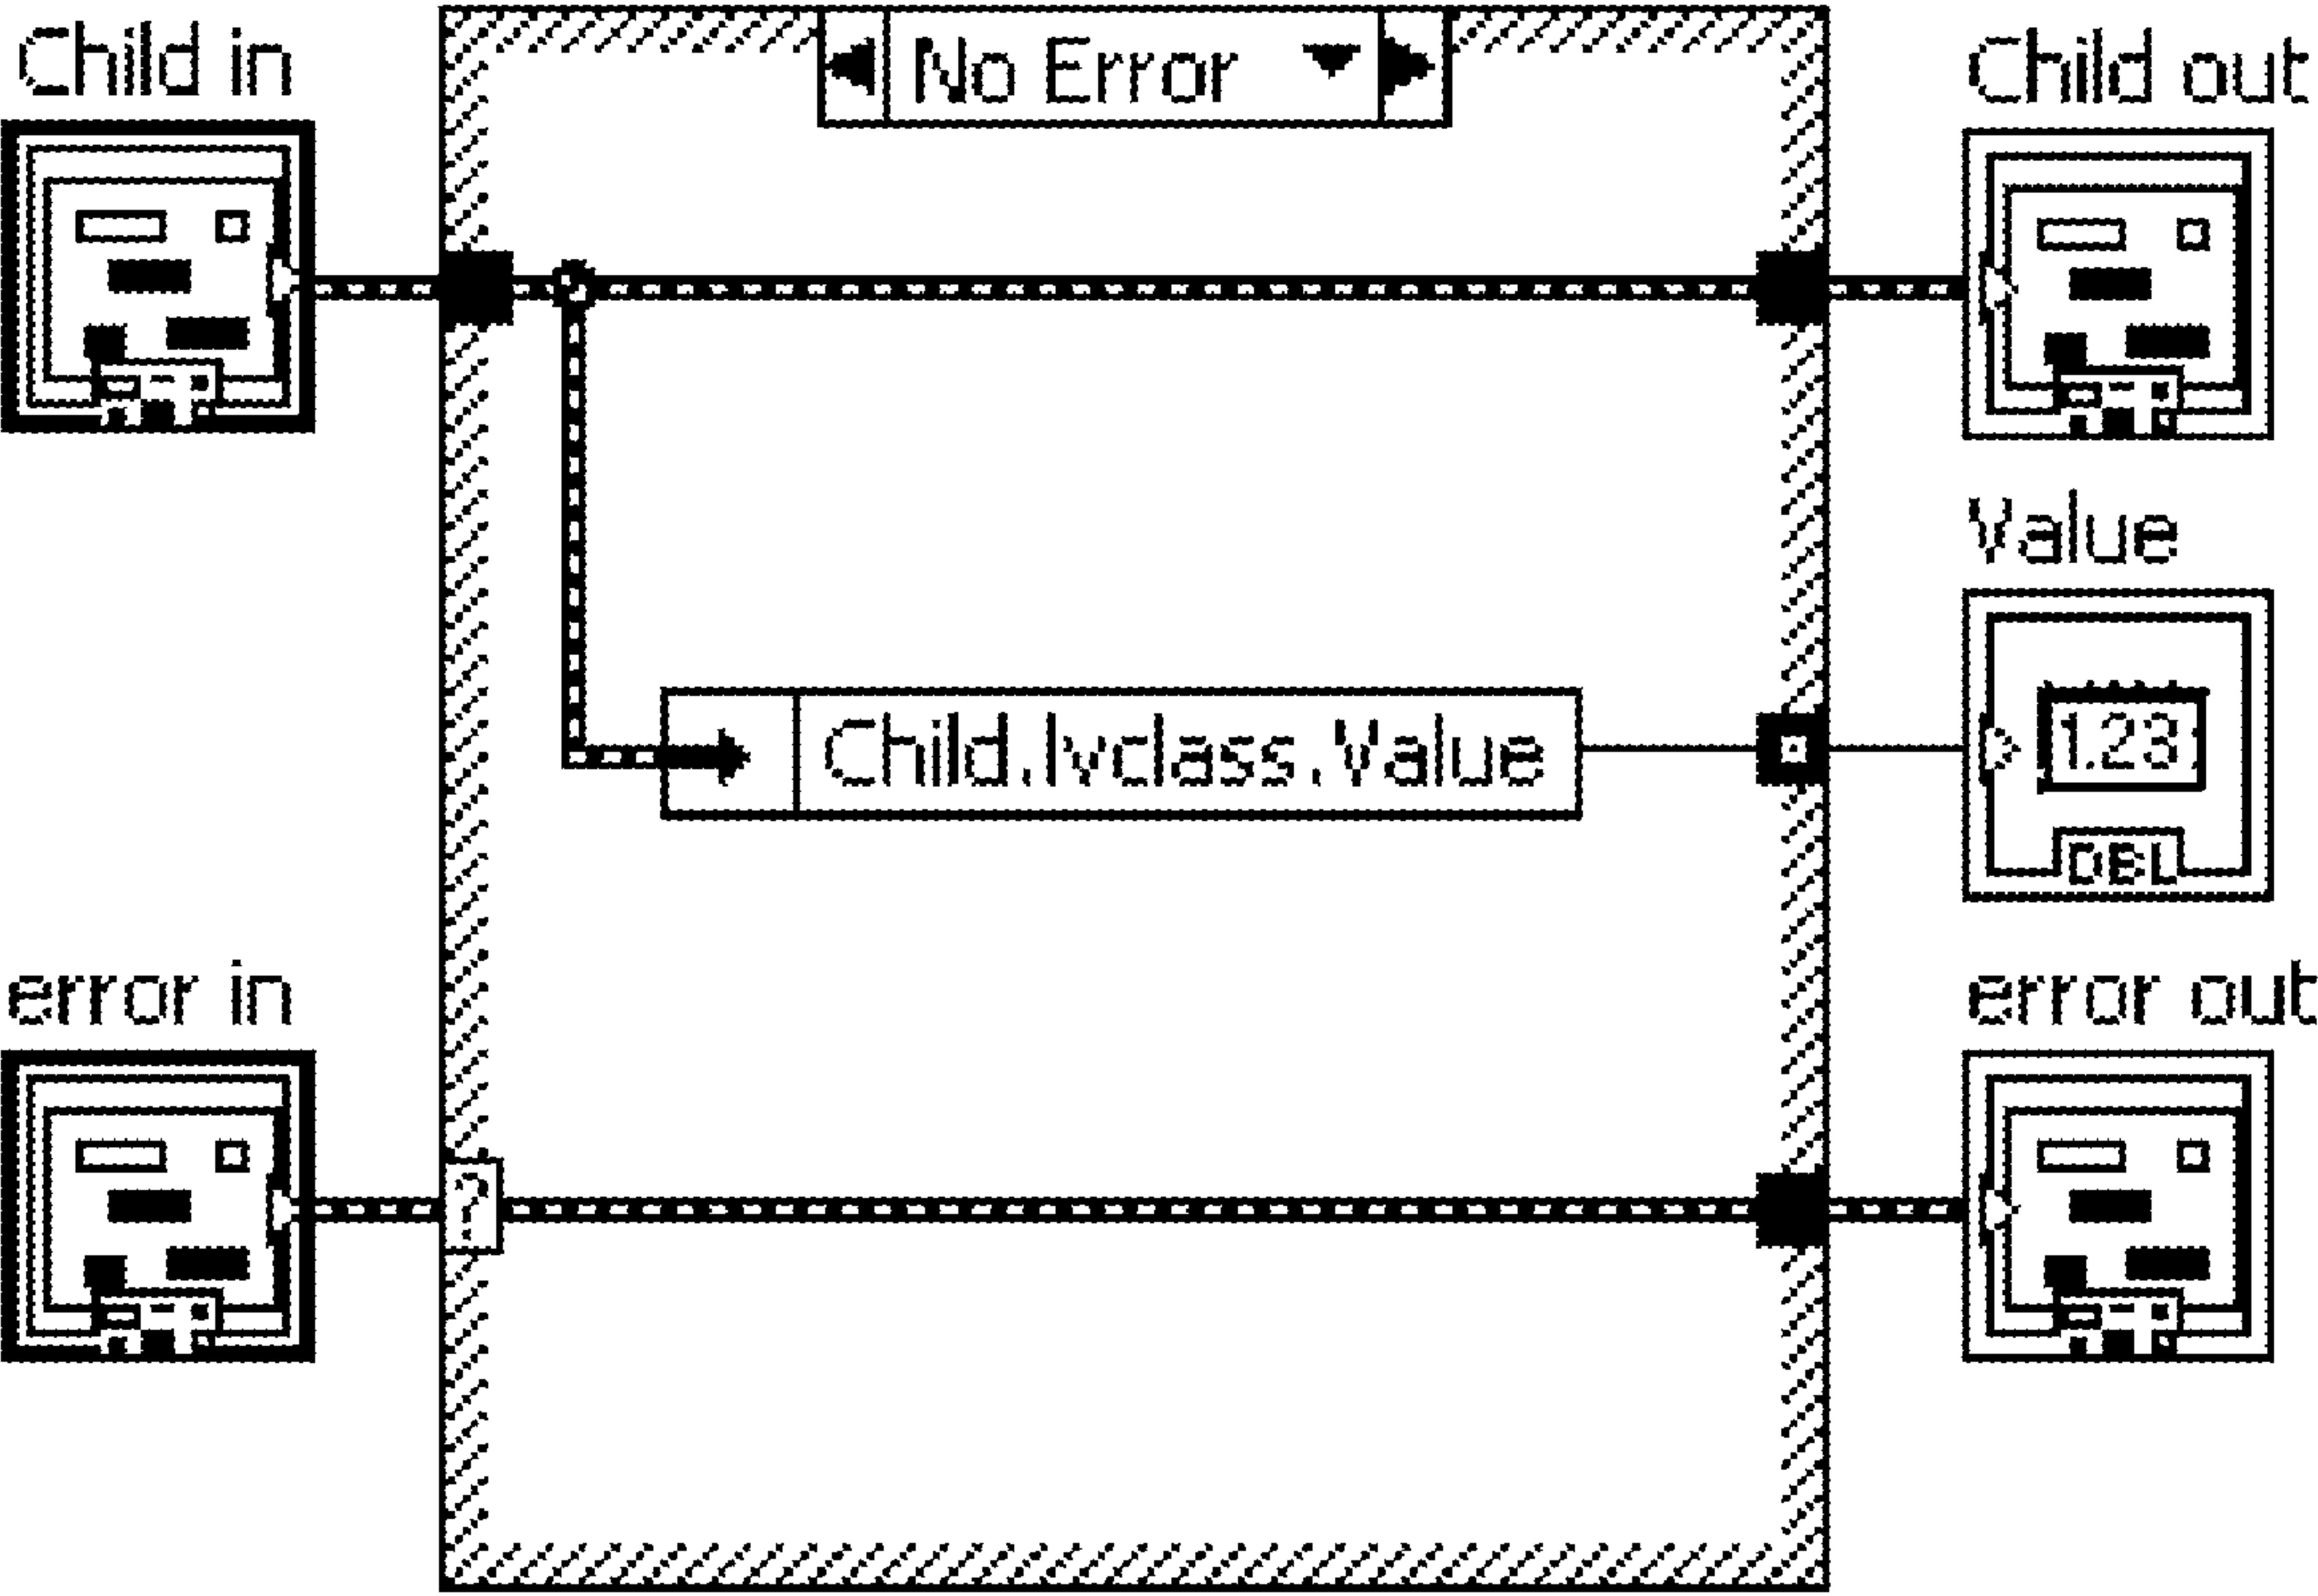 Child in
No Error
Child out
Value
1.23
DBL
Child.lvclass.Value
error in
?
error out